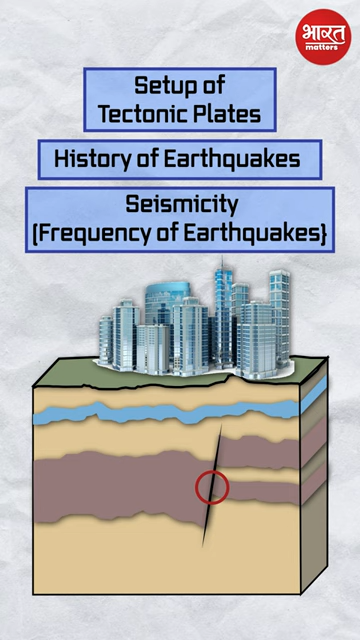 भारत
matters
Setup of
Tectonic Plates
History of Earthquakes
Seismicity
(Frequency of Earthquakes}